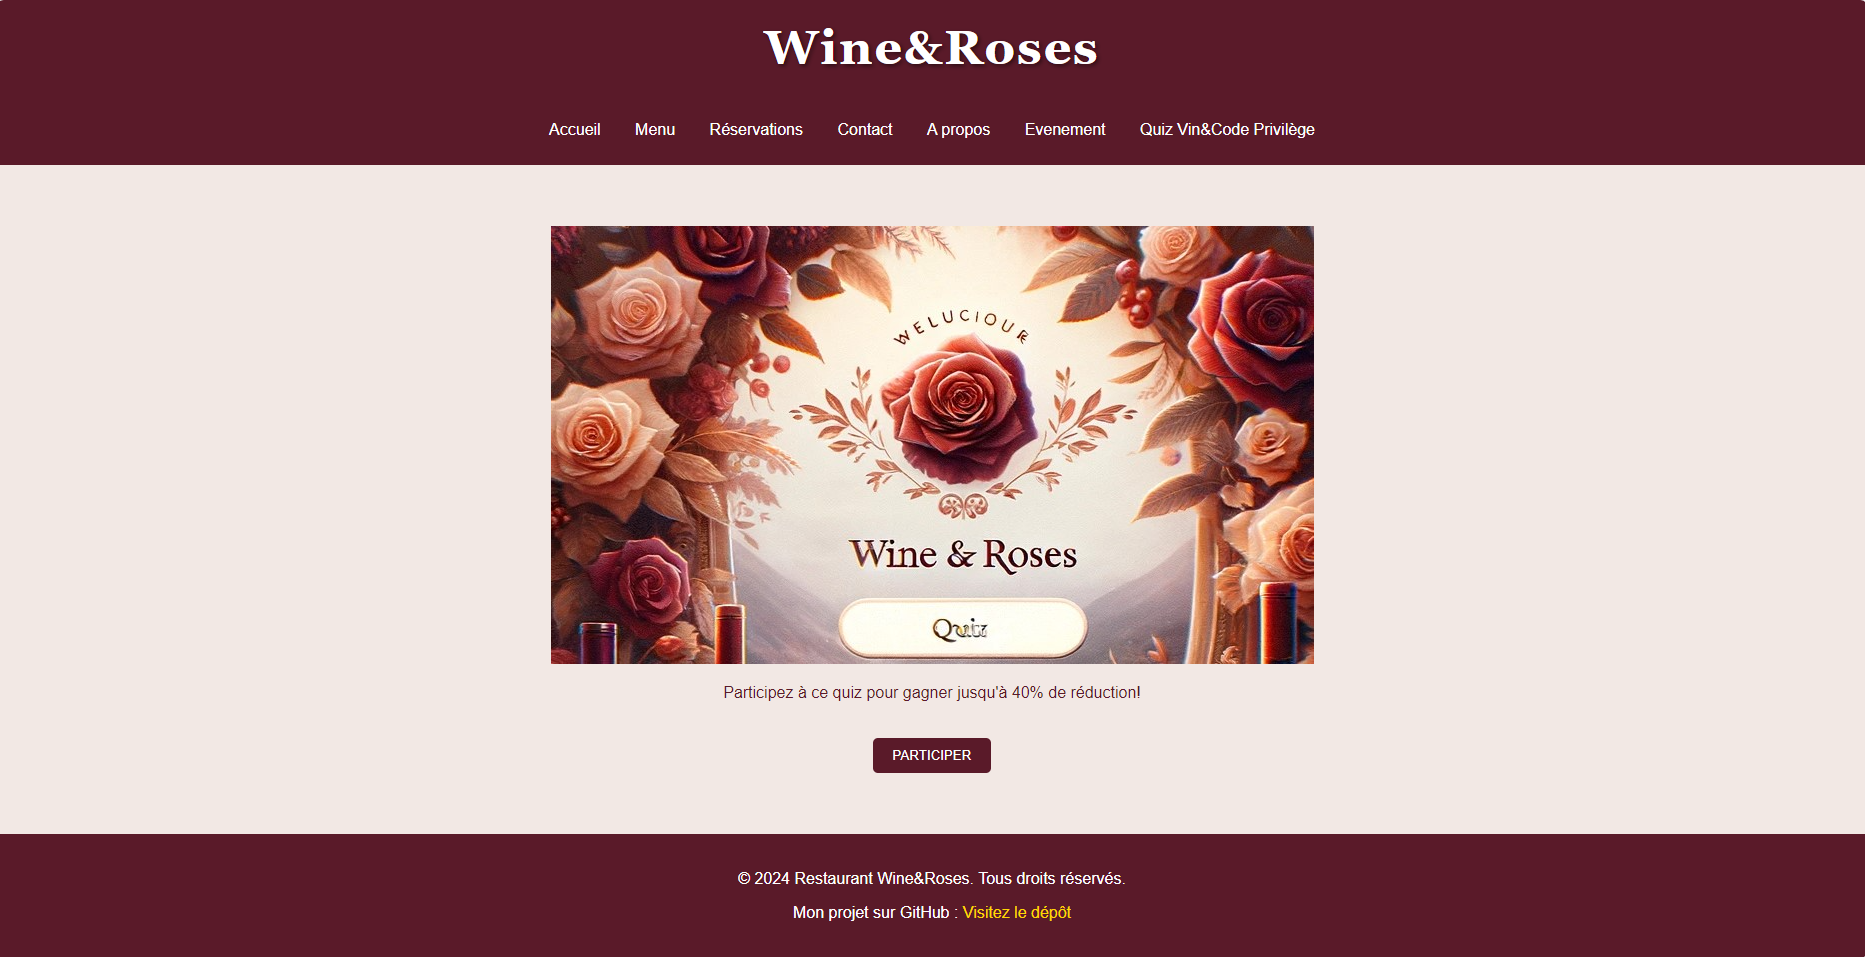 Wine&Roses
Accueil Menu Réservations Contact A propos Evenement Quiz Vin&Code Privilège
WELUCIOUR
Wine & Roses
Quiz
Participez à ce quiz pour gagner jusqu'à 40% de réduction!
PARTICIPER
© 2024 Restaurant Wine&Roses. Tous droits réservés.
Mon projet sur GitHub : Visitez le dépôt